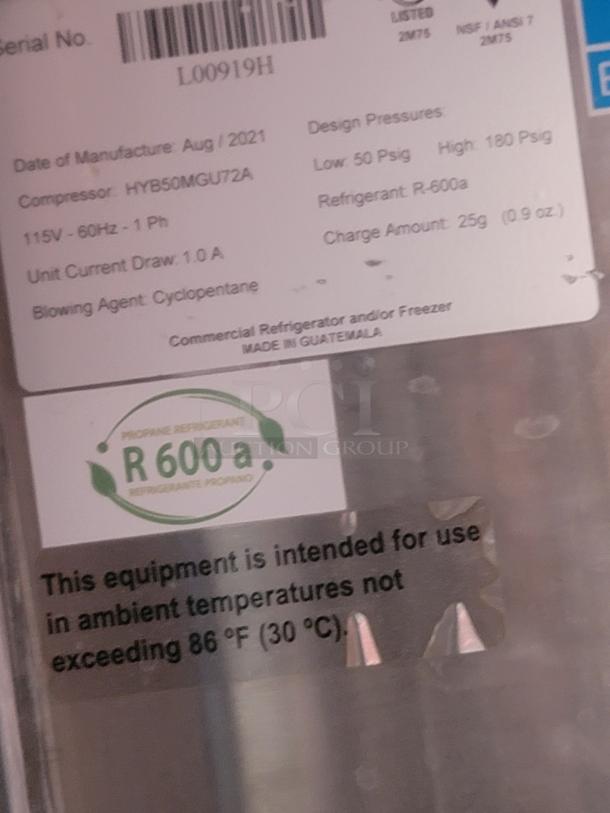 Serial No.
L00919H
LISTED
2M75
NSF / ANSI 7
2M75
Date of Manufacture: Aug / 2021
Compressor: HYB50MGU72A
115V - 60Hz - 1 Ph
Unit Current Draw: 1.0 A
Blowing Agent: Cyclopentane
Design Pressures:
Low: 50 Psig High: 180 Psig
Refrigerant: R-600a
Charge Amount: 25g (0.9 oz.)
Commercial Refrigerator and/or Freezer
MADE IN GUATEMALA
PROPANE REFRIGERANT
R 600 a
REFRIGERANTE PROPANO
PCI
AUCTION GROUP
This equipment is intended for use
in ambient temperatures not
exceeding 86 °F (30 °C).
E